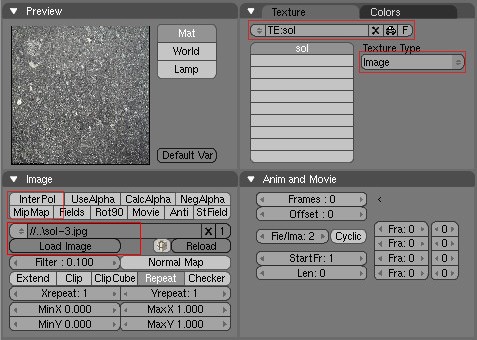 Preview
Mat
World
Lamp
Default Var
Texture Colors
TE:sol F
sol
Texture Type
Image
Image
InterPol UseAlpha CalcAlpha NegAlpha
MipMap Fields Rot90 Movie Anti StField
//..\sol-3.jpg 1
Load Image Reload
Filter : 0.100 Normal Map
Extend Clip ClipCube Repeat Checker
Xrepeat: 1 Yrepeat: 1
MinX 0.000 MaxX 1.000
MinY 0.000 MaxY 1.000
Anim and Movie
Frames : 0 <
Offset : 0
Fie/Ima: 2 Cyclic
StartFr: 1
Len: 0
Fra: 0 0
Fra: 0 0
Fra: 0 0
Fra: 0 0